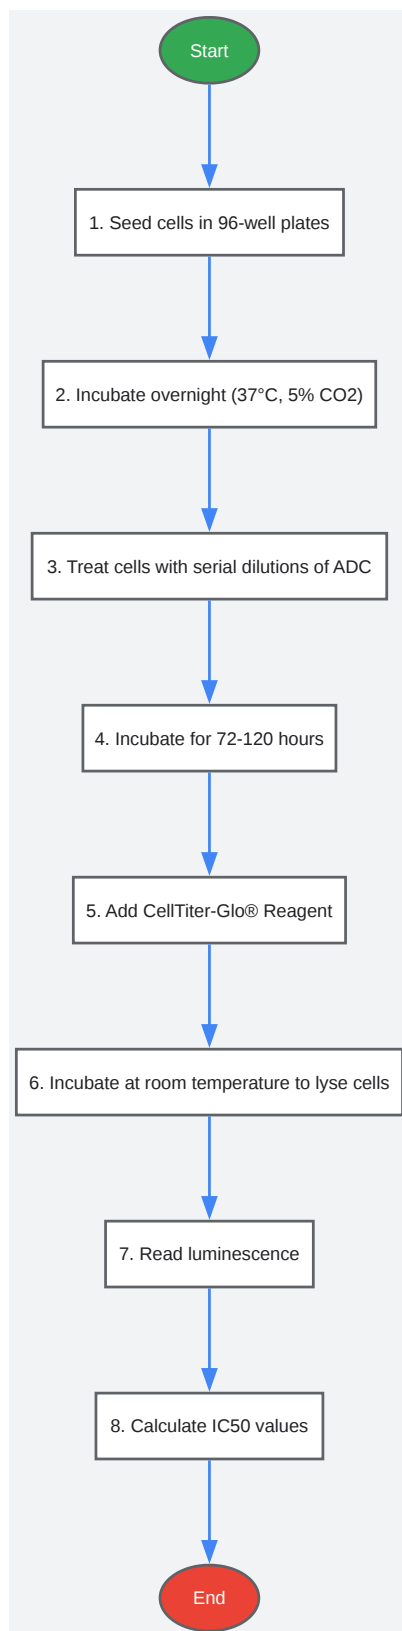 Start
1. Seed cells in 96-well plates
2. Incubate overnight (37°C, 5% CO2)
3. Treat cells with serial dilutions of ADC
4. Incubate for 72-120 hours
5. Add CellTiter-Glo® Reagent
6. Incubate at room temperature to lyse cells
7. Read luminescence
8. Calculate IC50 values
End